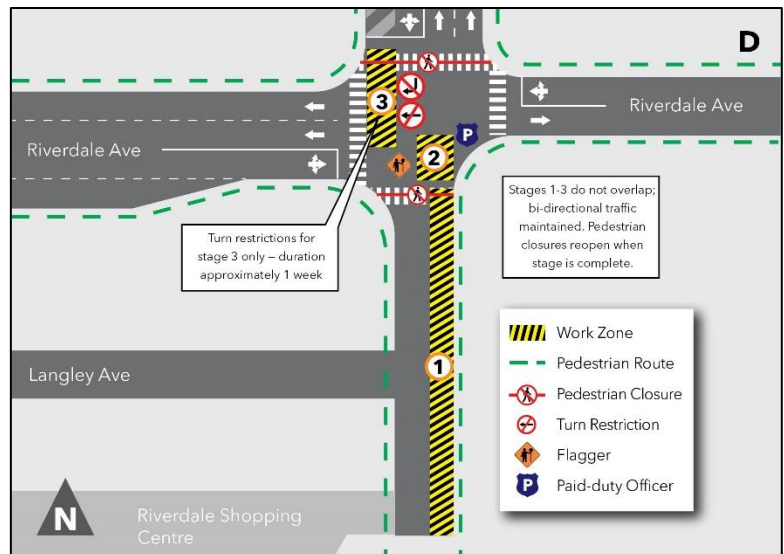 D
3
Riverdale Ave
P
Riverdale Ave
2
Turn restrictions for
stage 3 only – duration
approximately 1 week
Stages 1-3 do not overlap;
bi-directional traffic
maintained. Pedestrian
closures reopen when
stage is complete.
Langley Ave
1
Work Zone
Pedestrian Route
Pedestrian Closure
Turn Restriction
Flagger
P
Paid-duty Officer
N
Riverdale Shopping
Centre